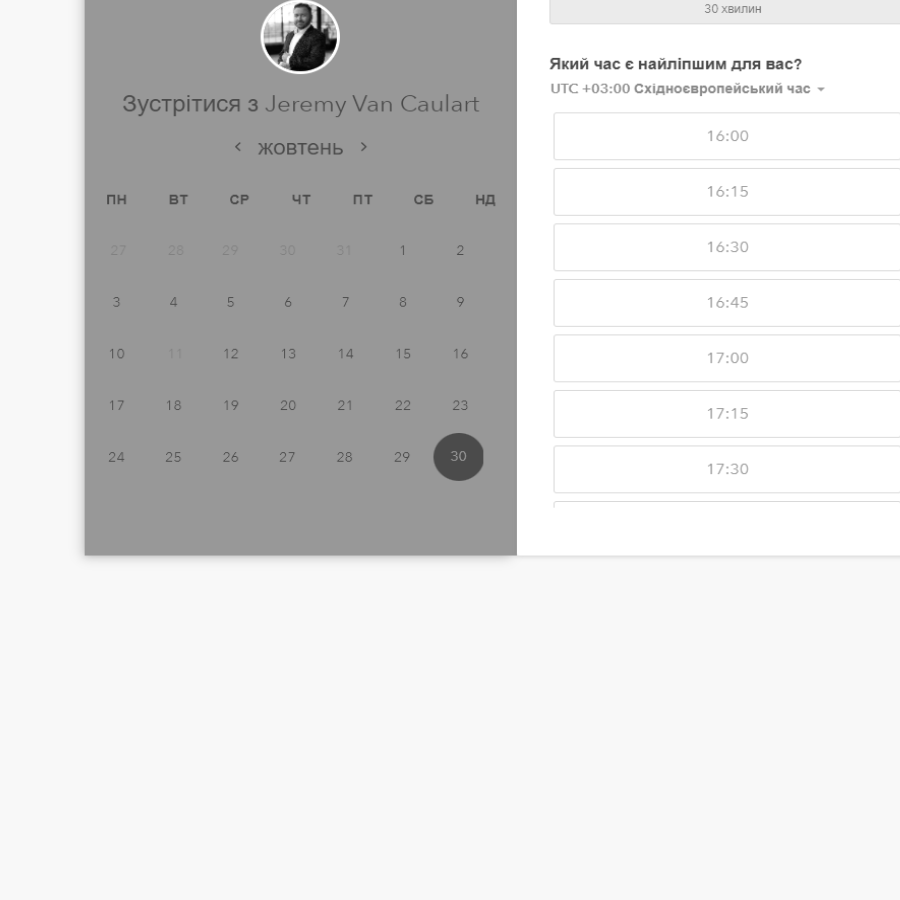 Зустрітися з Jeremy Van Caulart
жовтень
ПН ВТ СР ЧТ ПТ СБ НД
27 28 29 30 31 1 2
3 4 5 6 7 8 9
10 11 12 13 14 15 16
17 18 19 20 21 22 23
24 25 26 27 28 29 30
30 хвилин
Який час є найліпшим для вас?
UTC +03:00 Східноєвропейський час
16:00
16:15
16:30
16:45
17:00
17:15
17:30